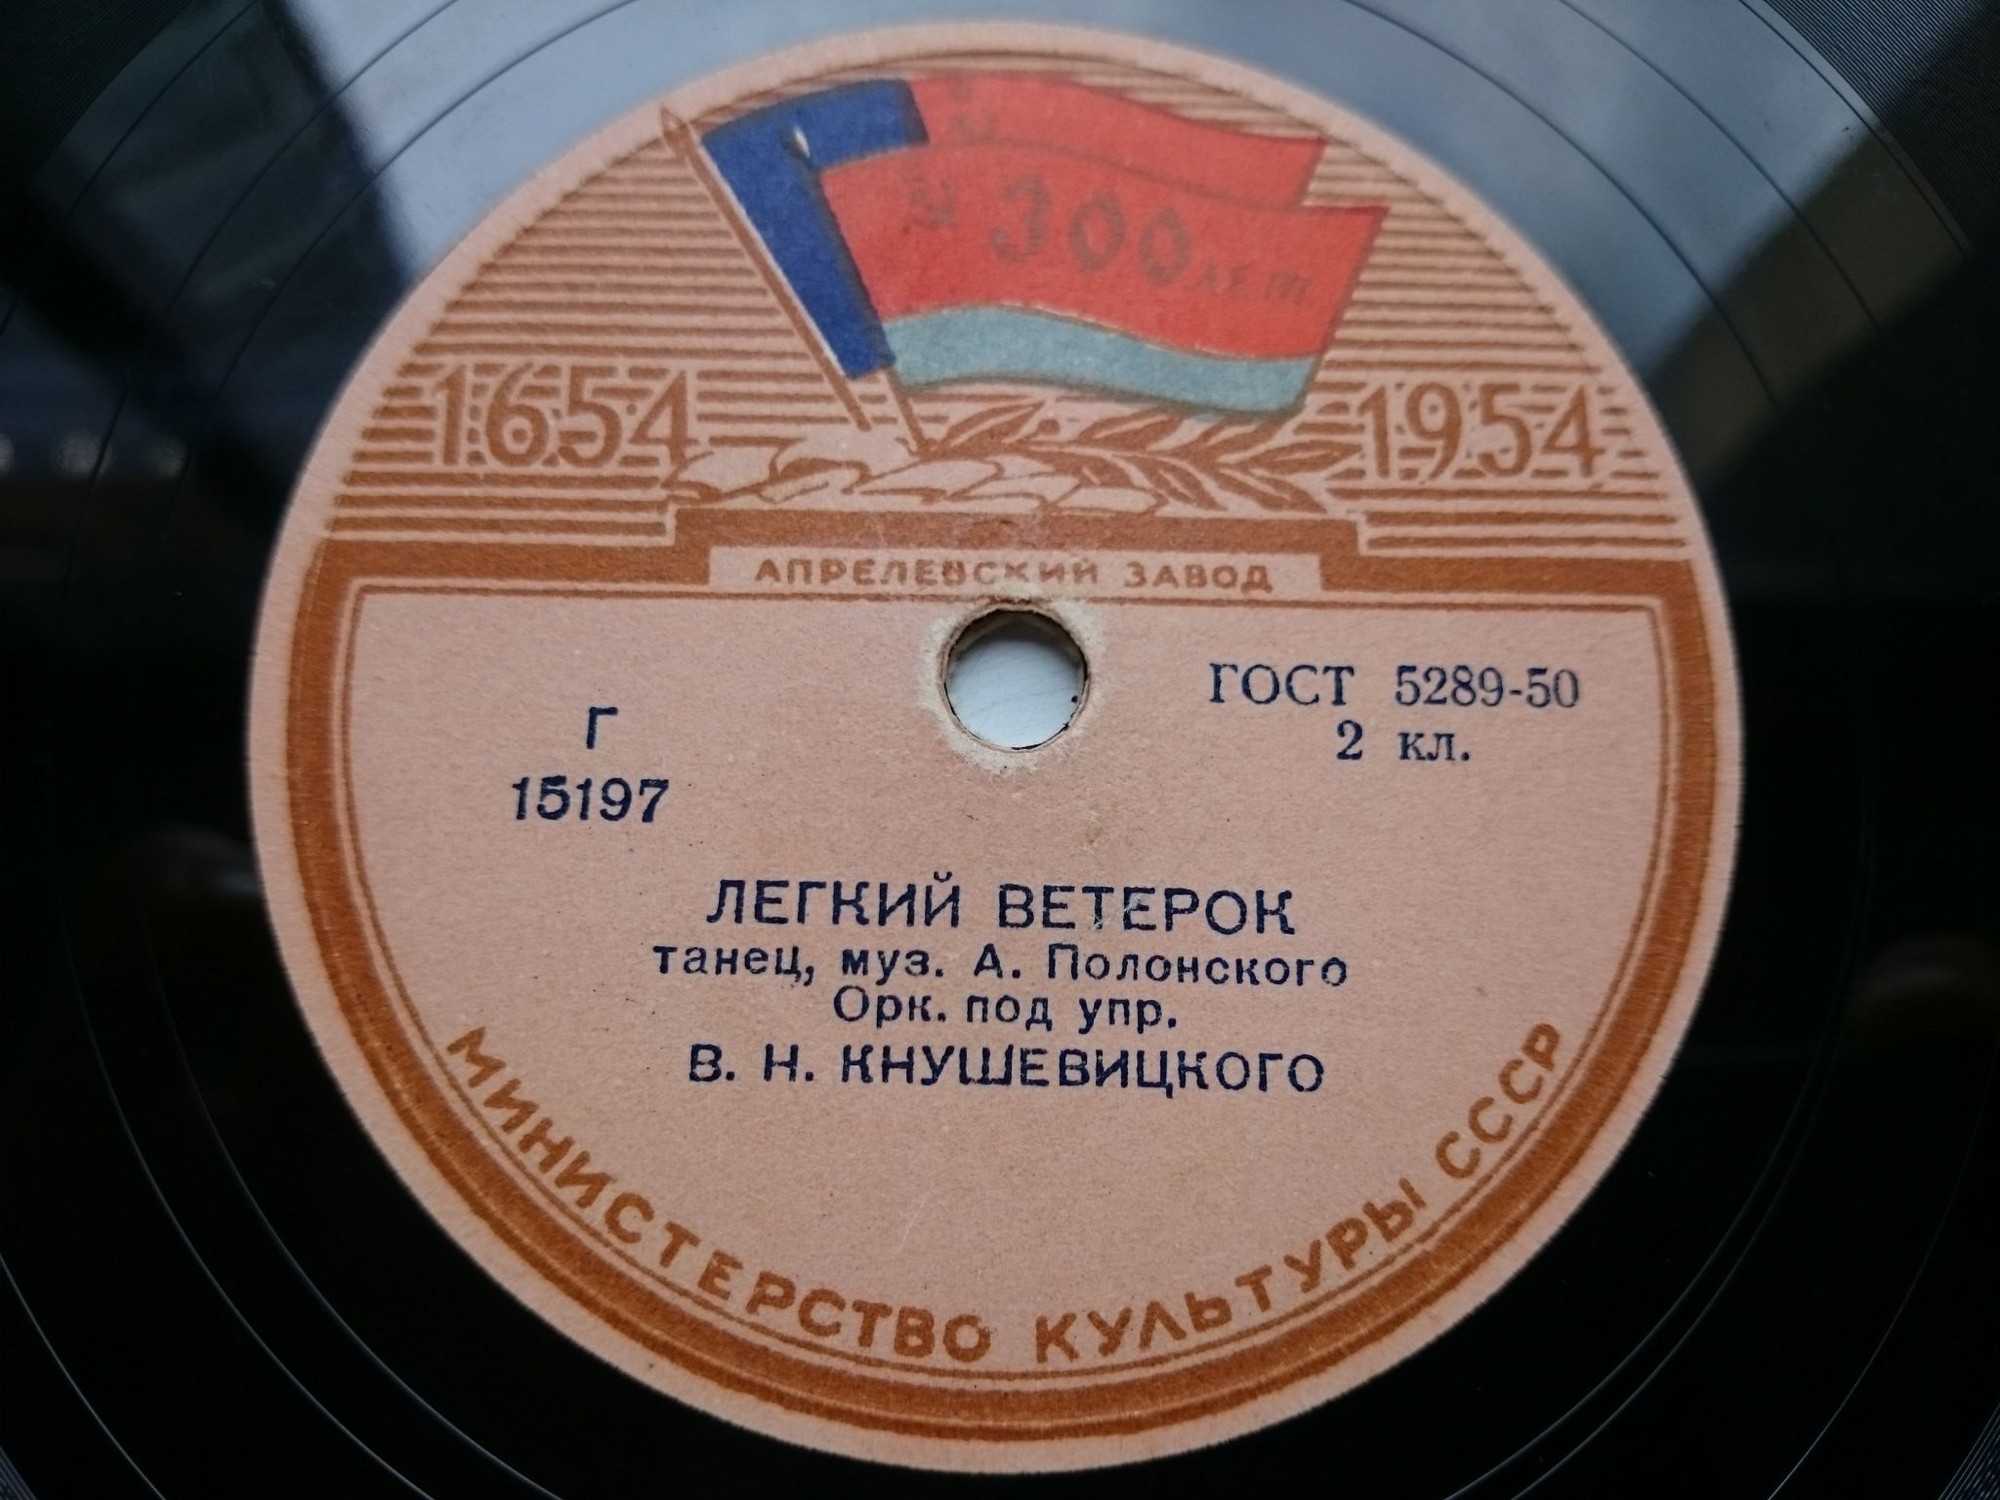 300 лет
1654 1954
АПРЕЛЕВСКИЙ ЗАВОД
ГОСТ 5289-50
2 кл.
Г
15197
ЛЕГКИЙ ВЕТЕРОК
танец, муз. А. Полонского
Орк. под упр.
В. Н. КНУШЕВИЦКОГО
МИНИСТЕРСТВО КУЛЬТУРЫ СССР